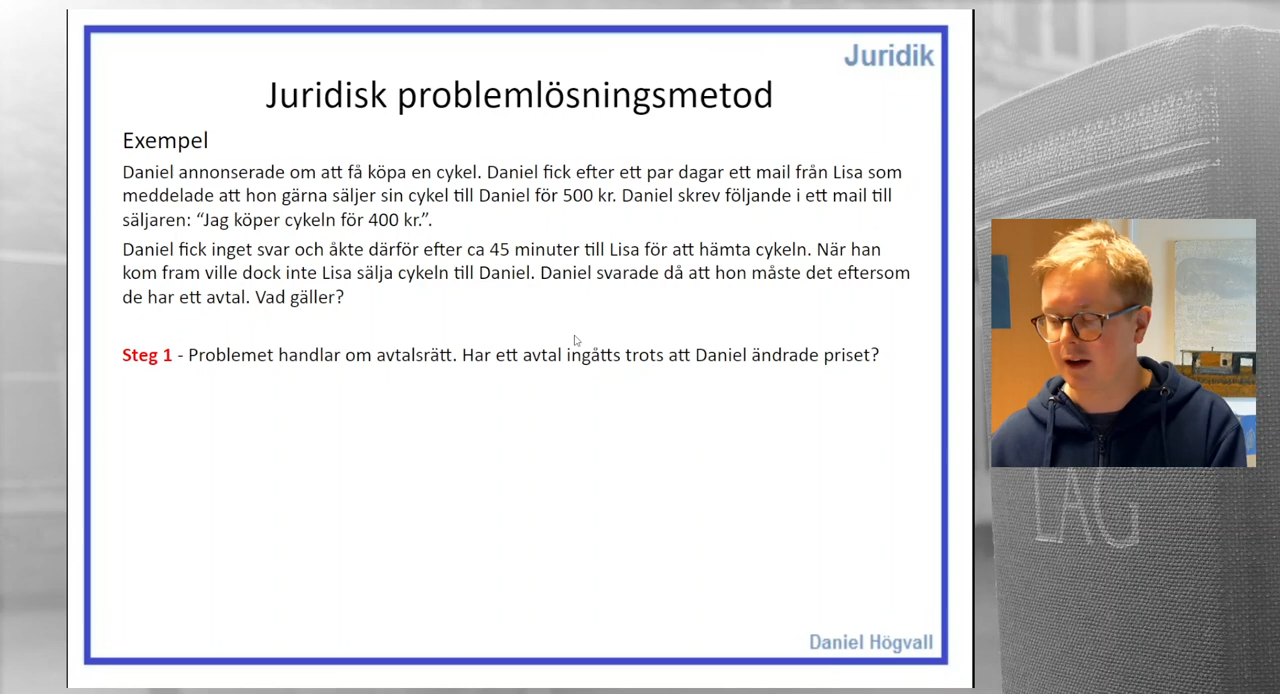 Juridik
Juridisk problemlösningsmetod
Exempel
Daniel annonserade om att få köpa en cykel. Daniel fick efter ett par dagar ett mail från Lisa som
meddelade att hon gärna säljer sin cykel till Daniel för 500 kr. Daniel skrev följande i ett mail till
säljaren: “Jag köper cykeln för 400 kr.”.
Daniel fick inget svar och åkte därför efter ca 45 minuter till Lisa för att hämta cykeln. När han
kom fram ville dock inte Lisa sälja cykeln till Daniel. Daniel svarade då att hon måste det eftersom
de har ett avtal. Vad gäller?
Steg 1 - Problemet handlar om avtalsrätt. Har ett avtal ingåtts trots att Daniel ändrade priset?
LAG
Daniel Högvall